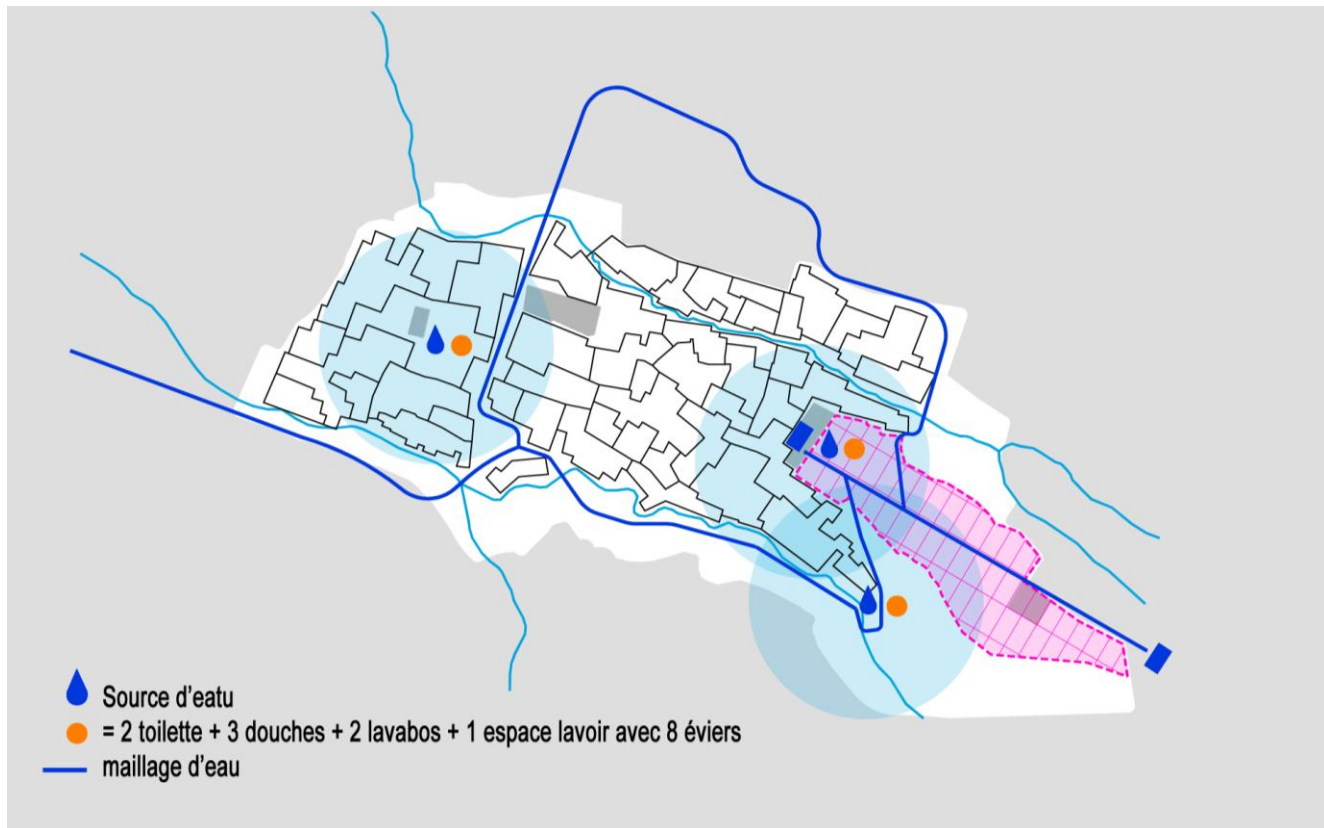 Source d'eatu
= 2 toilette + 3 douches + 2 lavabos + 1 espace lavoir avec 8 éviers
maillage d'eau